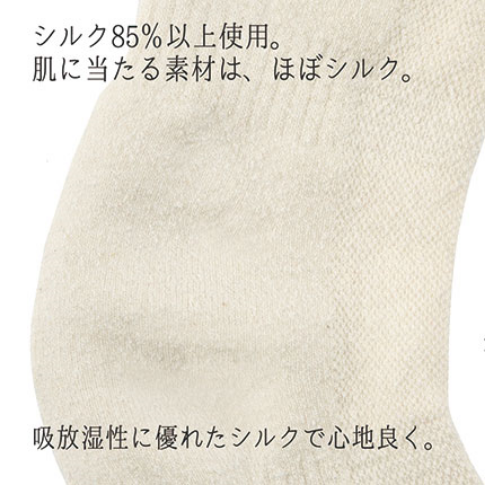 シルク85%以上使用。
肌に当たる素材は、ほぼシルク。
吸放湿性に優れたシルクで心地良く。